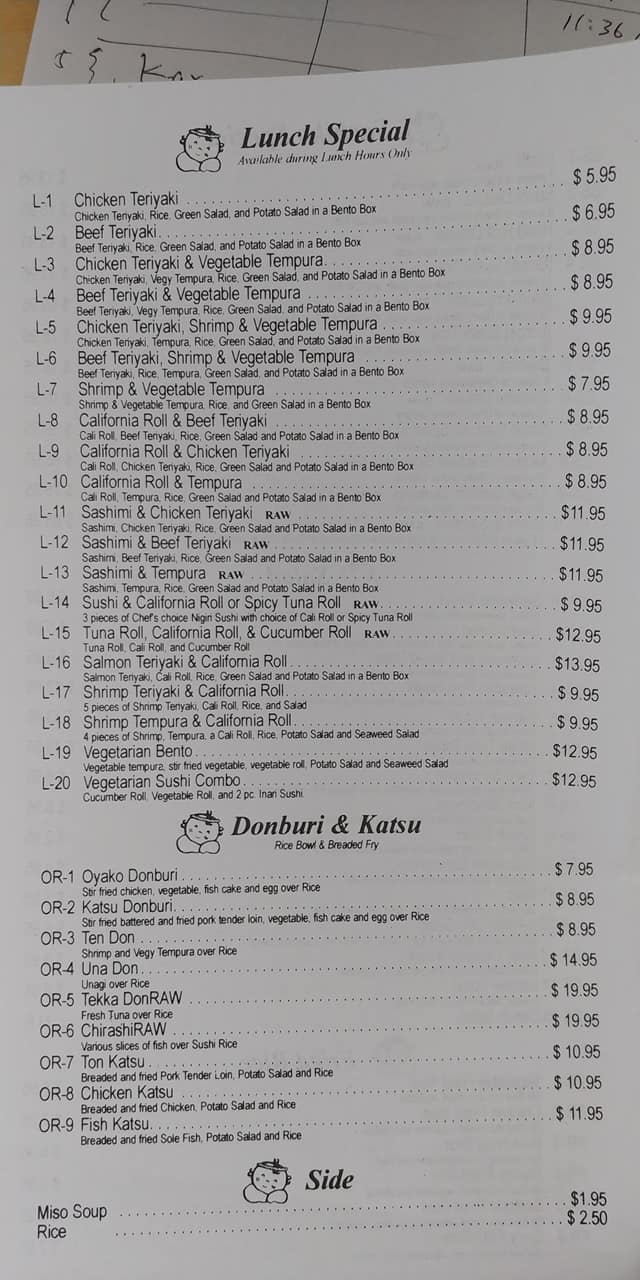 11:36
Lunch Special
Available during Lunch Hours Only
L-1 Chicken Teriyaki $ 5.95
Chicken Teriyaki, Rice, Green Salad, and Potato Salad in a Bento Box
L-2 Beef Teriyaki $ 6.95
Beef Teriyaki, Rice, Green Salad, and Potato Salad in a Bento Box
L-3 Chicken Teriyaki & Vegetable Tempura $ 8.95
Chicken Teriyaki, Vegy Tempura, Rice, Green Salad, and Potato Salad in a Bento Box
L-4 Beef Teriyaki & Vegetable Tempura $ 8.95
Beef Teriyaki, Vegy Tempura, Rice, Green Salad, and Potato Salad in a Bento Box
L-5 Chicken Teriyaki, Shrimp & Vegetable Tempura $ 9.95
Chicken Teriyaki, Tempura, Rice, Green Salad, and Potato Salad in a Bento Box
L-6 Beef Teriyaki, Shrimp & Vegetable Tempura $ 9.95
Beef Teriyaki, Rice, Tempura, Green Salad, and Potato Salad in a Bento Box
L-7 Shrimp & Vegetable Tempura $ 7.95
Shrimp & Vegetable Tempura, Rice, and Green Salad in a Bento Box
L-8 California Roll & Beef Teriyaki $ 8.95
Cali Roll, Beef Teriyaki, Rice, Green Salad and Potato Salad in a Bento Box
L-9 California Roll & Chicken Teriyaki $ 8.95
Cali Roll, Chicken Teriyaki, Rice, Green Salad and Potato Salad in a Bento Box
L-10 California Roll & Tempura $ 8.95
Cali Roll, Tempura, Rice, Green Salad and Potato Salad in a Bento Box
L-11 Sashimi & Chicken Teriyaki RAW $11.95
Sashimi, Chicken Teriyaki, Rice, Green Salad and Potato Salad in a Bento Box
L-12 Sashimi & Beef Teriyaki RAW $11.95
Sashimi, Beef Teriyaki, Rice, Green Salad and Potato Salad in a Bento Box
L-13 Sashimi & Tempura RAW $11.95
Sashimi, Tempura, Rice, Green Salad and Potato Salad in a Bento Box
L-14 Sushi & California Roll or Spicy Tuna Roll RAW $ 9.95
3 pieces of Chef's choice Nigiri Sushi with choice of Cali Roll or Spicy Tuna Roll
L-15 Tuna Roll, California Roll, & Cucumber Roll RAW $12.95
Tuna Roll, Cali Roll, and Cucumber Roll
L-16 Salmon Teriyaki & California Roll $13.95
Salmon Teriyaki, Cali Roll, Rice, Green Salad and Potato Salad in a Bento Box
L-17 Shrimp Teriyaki & California Roll $ 9.95
5 pieces of Shrimp Teriyaki, Cali Roll, Rice, and Salad
L-18 Shrimp Tempura & California Roll $ 9.95
4 pieces of Shrimp, Tempura, a Cali Roll, Rice, Potato Salad and Seaweed Salad
L-19 Vegetarian Bento $12.95
Vegetable tempura, stir fried vegetable, vegetable roll, Potato Salad and Seaweed Salad
L-20 Vegetarian Sushi Combo $12.95
Cucumber Roll, Vegetable Roll, and 2 pc. Inari Sushi
Donburi & Katsu
Rice Bowl & Breaded Fry
OR-1 Oyako Donburi $ 7.95
Stir fried chicken, vegetable, fish cake and egg over Rice
OR-2 Katsu Donburi $ 8.95
Stir fried battered and fried pork tender loin, vegetable, fish cake and egg over Rice
OR-3 Ten Don $ 8.95
Shrimp and Vegy Tempura over Rice
OR-4 Una Don $ 14.95
Unagi over Rice
OR-5 Tekka DonRAW $ 19.95
Fresh Tuna over Rice
OR-6 ChirashiRAW $ 19.95
Various slices of fish over Sushi Rice
OR-7 Ton Katsu $ 10.95
Breaded and fried Pork Tender Loin, Potato Salad and Rice
OR-8 Chicken Katsu $ 10.95
Breaded and fried Chicken, Potato Salad and Rice
OR-9 Fish Katsu $ 11.95
Breaded and fried Sole Fish, Potato Salad and Rice
Side
Miso Soup $1.95
Rice $ 2.50